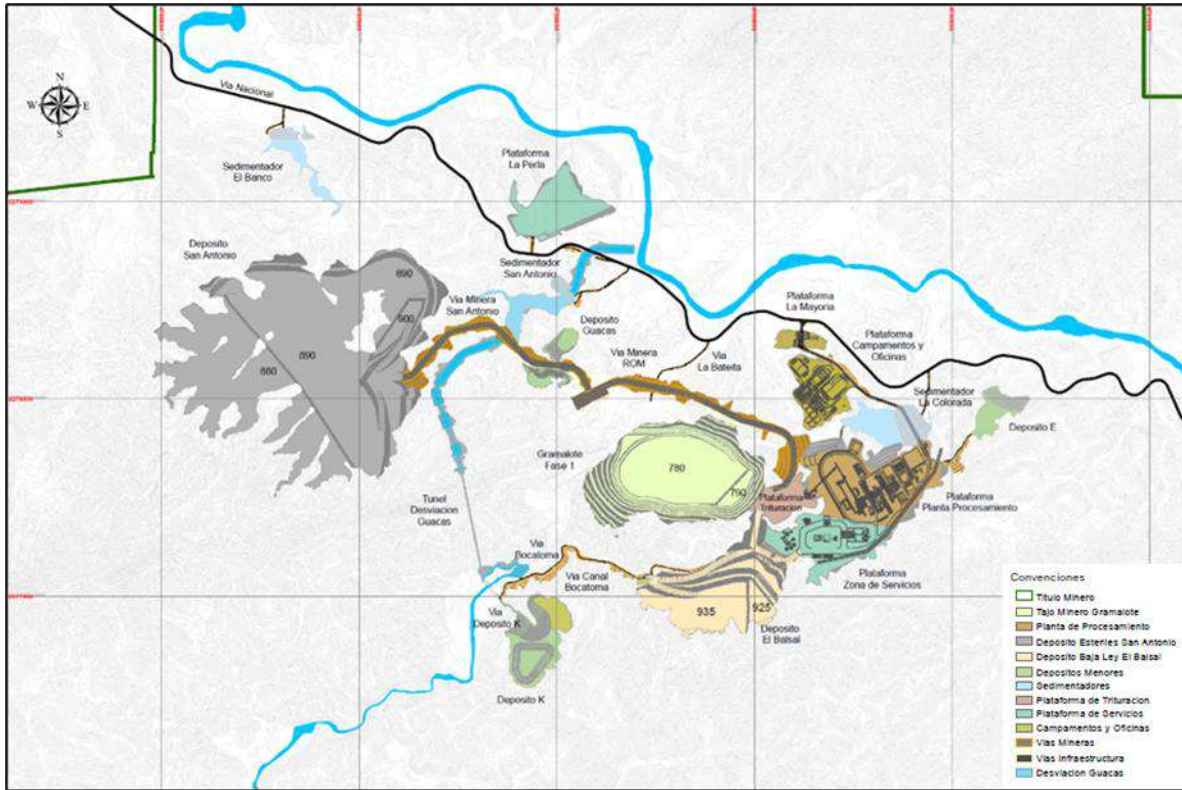 N
W E
S
Via Nacional
Sedimentador
El Banco
Plataforma
La Perla
Deposito
San Antonio
890
900
890
880
Sedimentador
San Antonio
Via Minera
San Antonio
Deposito
Guacas
Via Minera
ROM
Via
La Bateita
Plataforma
La Mayoria
Plataforma
Campamentos y
Oficinas
Sedimentador
La Colorada
Deposito E
Gramalote
Fase 1
780
790
Plataforma
Trituracion
Plataforma
Planta Procesamiento
Tunel
Desviacion
Guacas
Via
Bocatoma
Via Canal
Bocatoma
Plataforma
Zona de Servicios
Via
Deposito K
935
925
Deposito
El Balsal
Deposito K
Convenciones
Titulo Minero
Tajo Minero Gramalote
Planta de Procesamiento
Deposito Esteriles San Antonio
Deposito Baja Ley El Balsal
Depositos Menores
Sedimentadores
Plataforma de Trituracion
Plataforma de Servicios
Campamentos y Oficinas
Vias Mineras
Vias Infraestructura
Desviacion Guacas